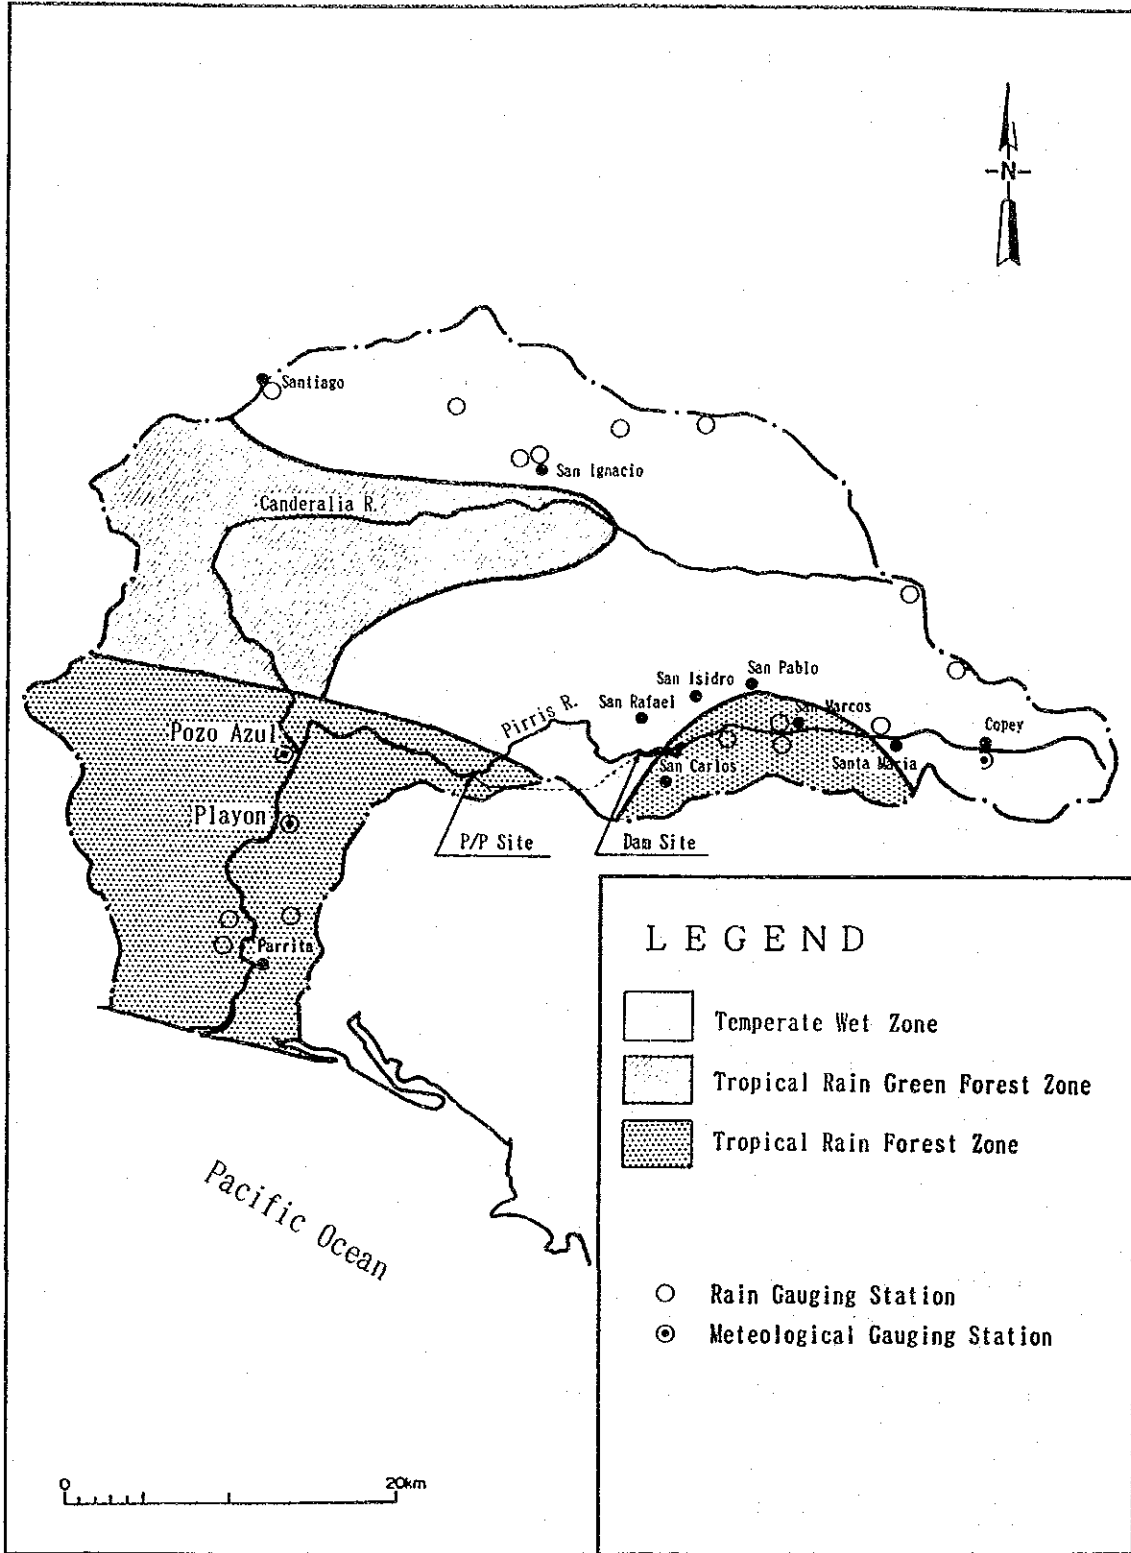 N
Santiago
San Ignacio
Canderalia R.
San Pablo
San Isidro
San Rafael
San Marcos
Pirris R.
Copey
Pozo Azul
Santa Maria
San Carlos
Playon
P/P Site
Dam Site
Parrita
LEGEND
Temperate Wet Zone
Tropical Rain Green Forest Zone
Tropical Rain Forest Zone
Pacific Ocean
Rain Gauging Station
Meteological Gauging Station
0 20km